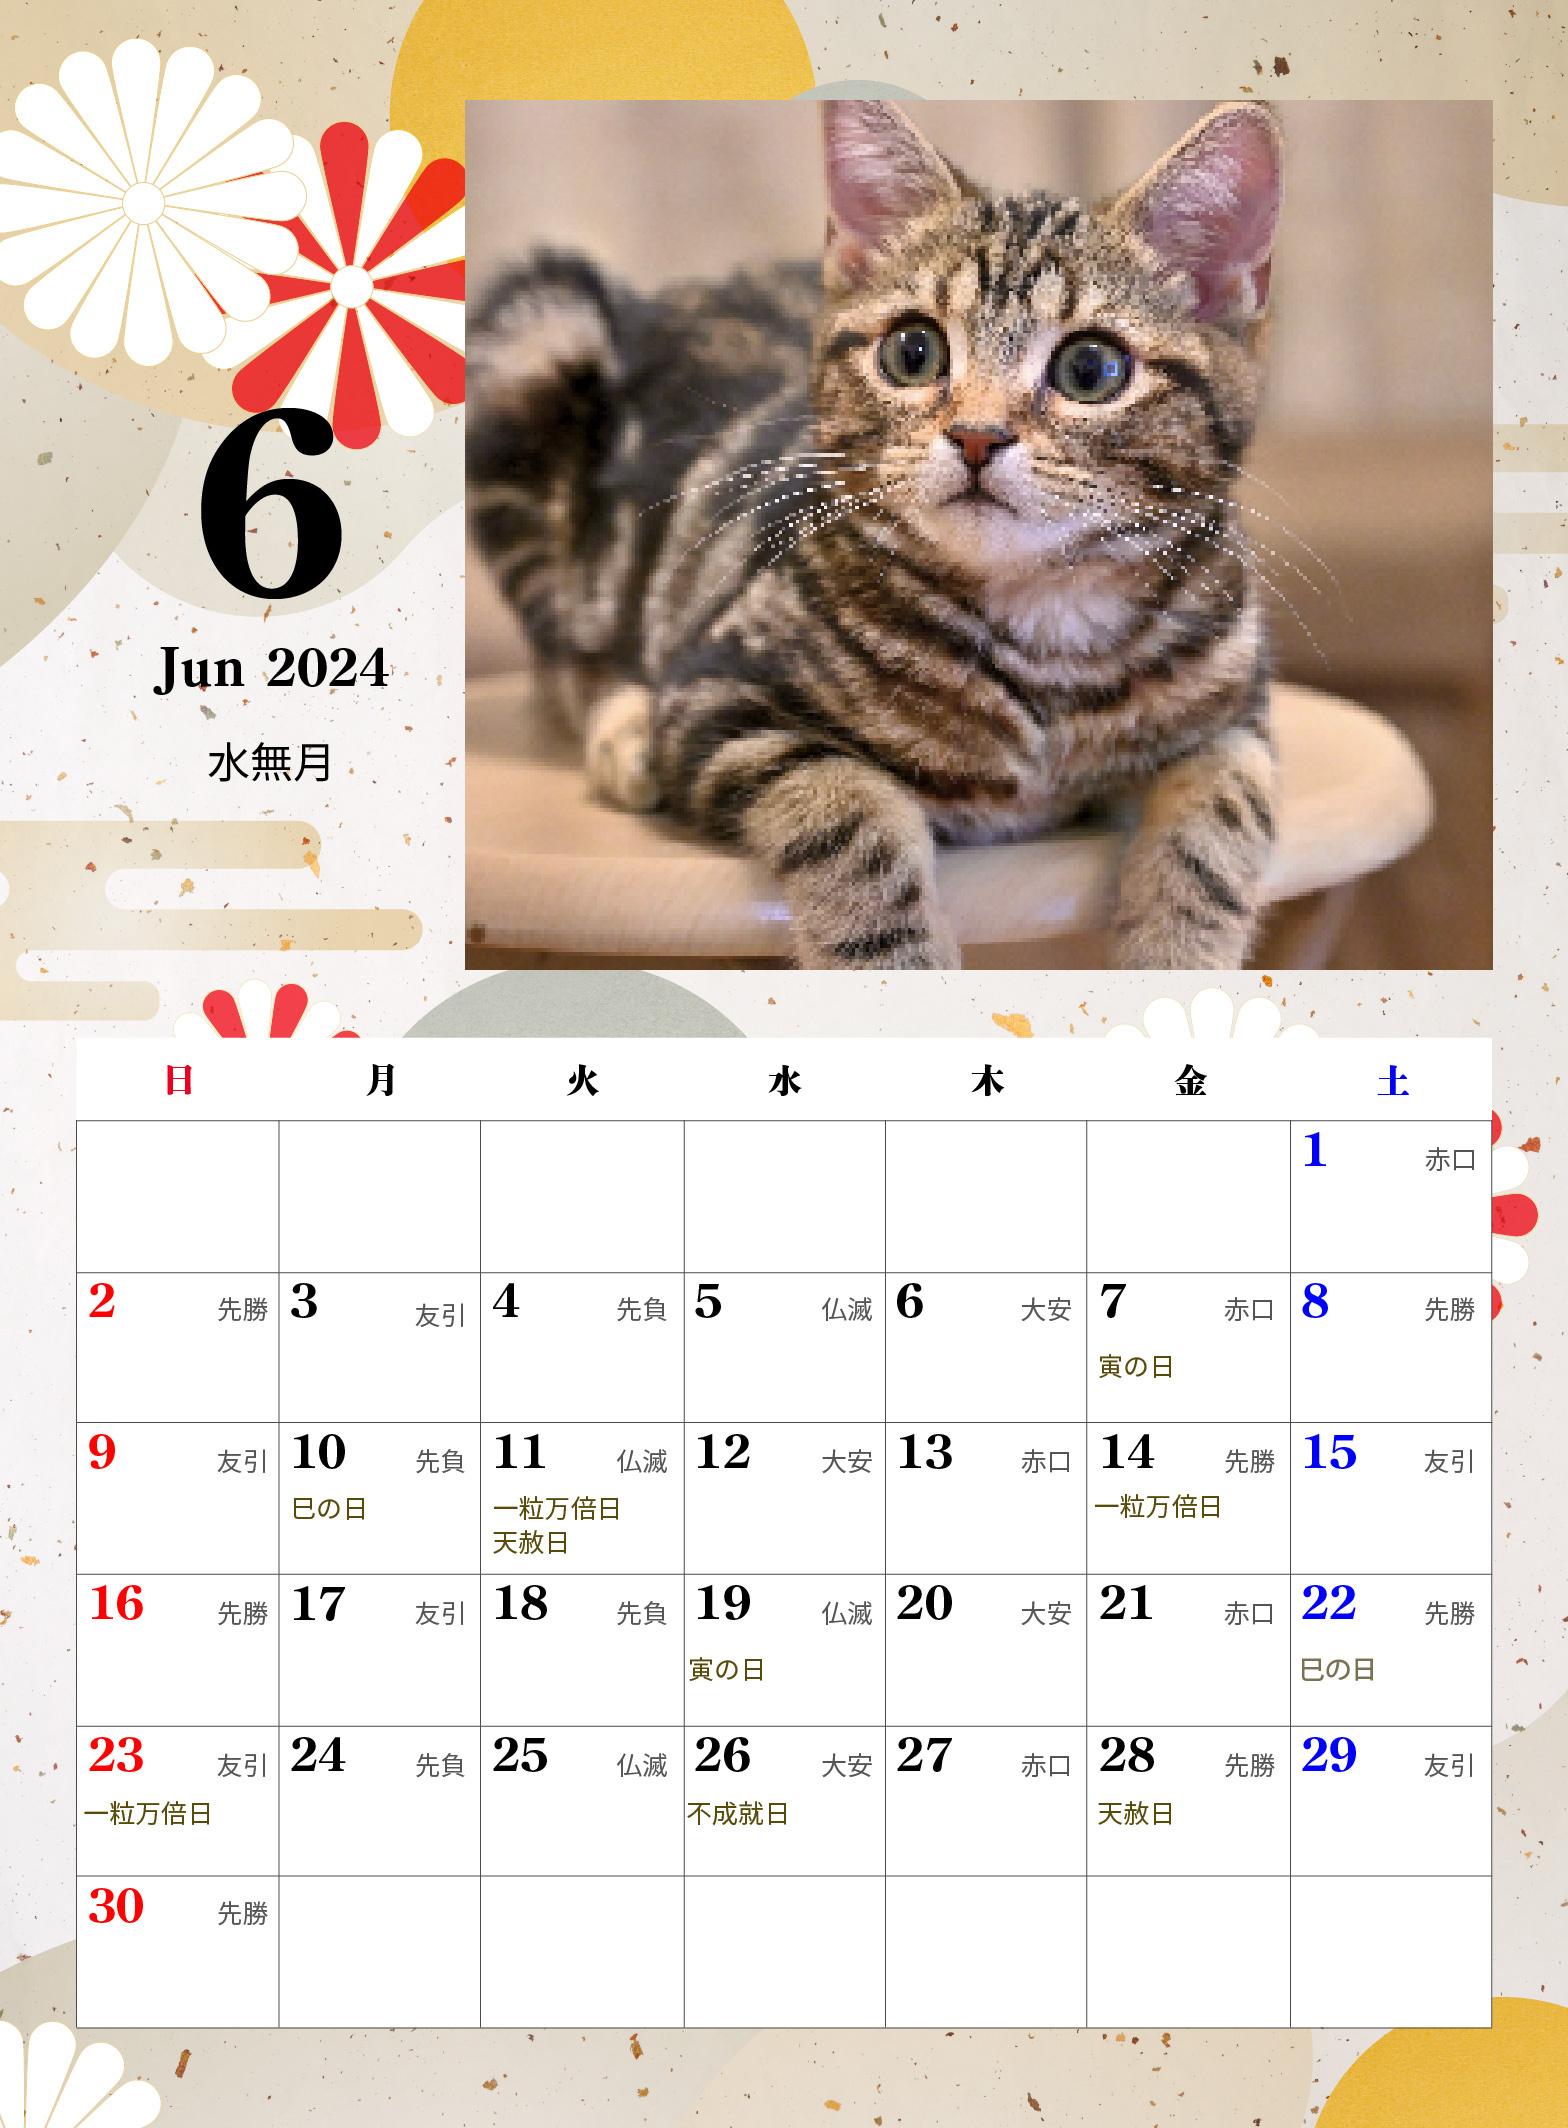 6
Jun 2024
水無月
日 月 火 水 木 金 土
1 赤口
2 先勝 3 友引 4 先負 5 仏滅 6 大安 7 赤口 8 先勝
寅の日
9 友引 10 先負 11 仏滅 12 大安 13 赤口 14 先勝 15 友引
巳の日 一粒万倍日 一粒万倍日
天赦日
16 先勝 17 友引 18 先負 19 仏滅 20 大安 21 赤口 22 先勝
寅の日 巳の日
23 友引 24 先負 25 仏滅 26 大安 27 赤口 28 先勝 29 友引
一粒万倍日 不成就日 天赦日
30 先勝